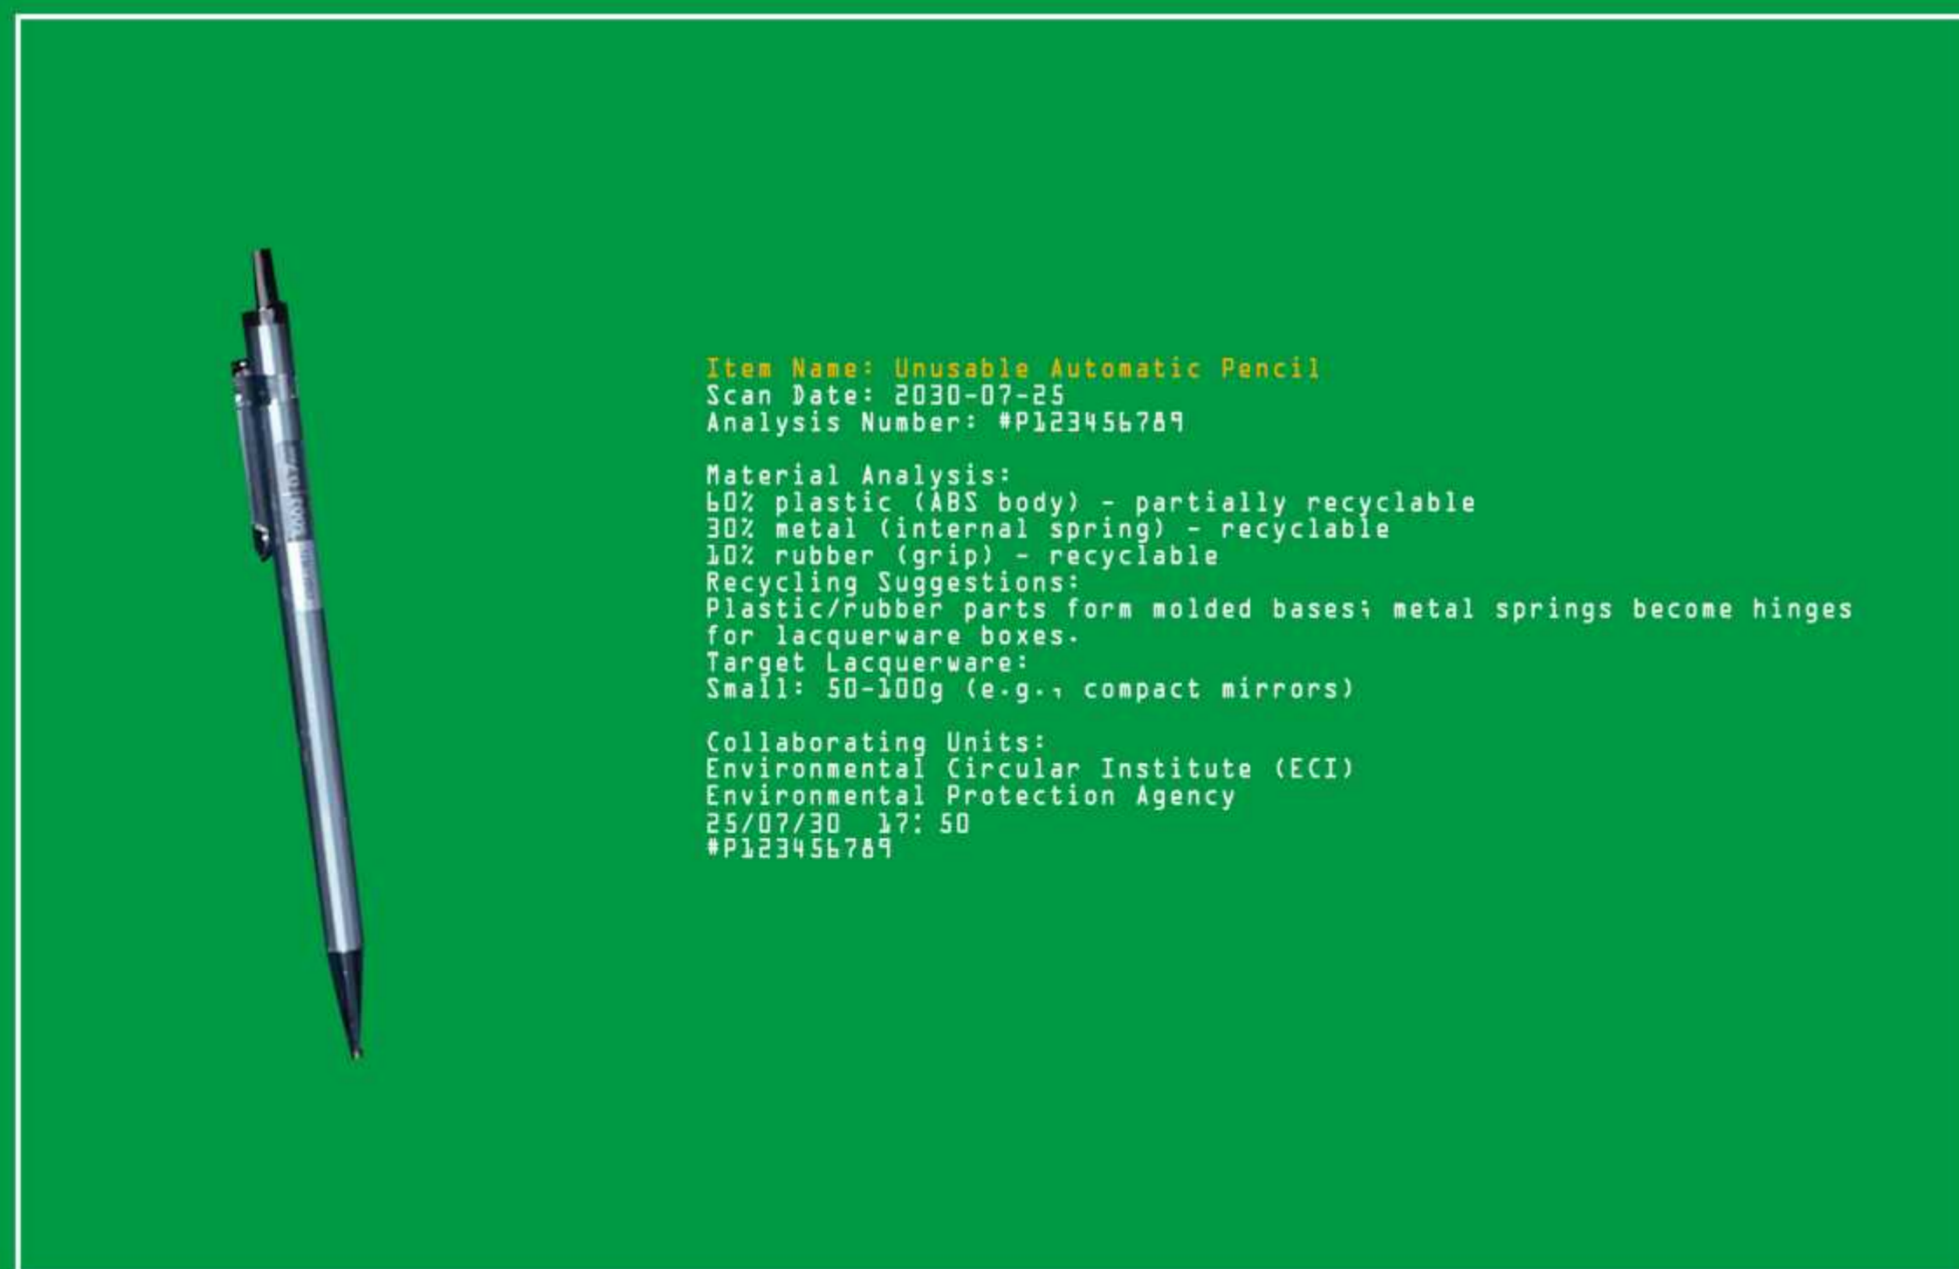 Item Name: Unusable Automatic Pencil
Scan Date: 2030-07-25
Analysis Number: #P123456789
Material Analysis:
60% plastic (ABS body) - partially recyclable
30% metal (internal spring) - recyclable
10% rubber (grip) - recyclable
Recycling Suggestions:
Plastic/rubber parts form molded bases; metal springs become hinges
for lacquerware boxes.
Target Lacquerware:
Small: 50-100g (e.g., compact mirrors)
Collaborating Units:
Environmental Circular Institute (ECI)
Environmental Protection Agency
25/07/30 17:50
#P123456789